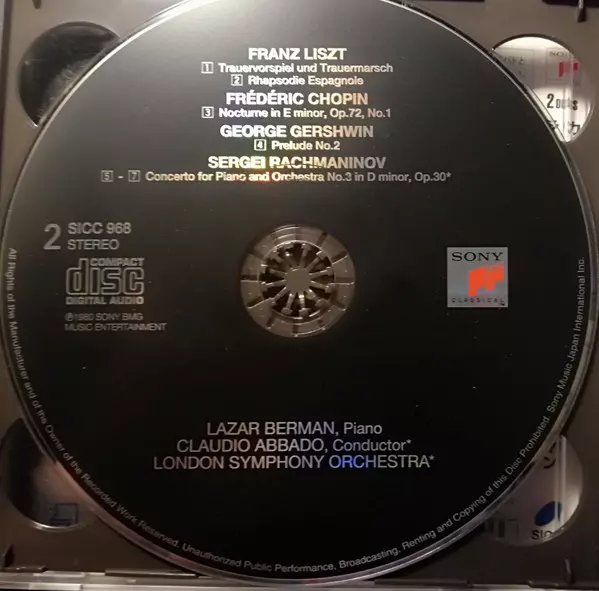 FRANZ LISZT
1 Trauervorspiel und Trauermarsch
2 Rhapsodie Espagnole
FRÉDÉRIC CHOPIN
3 Nocturne in E minor, Op.72, No.1
GEORGE GERSHWIN
4 Prelude No.2
SERGEI RACHMANINOV
5 - 7 Concerto for Piano and Orchestra No.3 in D minor, Op.30*
2 SICC 968
STEREO
COMPACT
disc
DIGITAL AUDIO
℗1980 SONY BMG
MUSIC ENTERTAINMENT
SONY
CLASSICAL
LAZAR BERMAN, Piano
CLAUDIO ABBADO, Conductor*
LONDON SYMPHONY ORCHESTRA*
All Rights of the Manufacturer and of the Owner of the Recorded Work Reserved. Unauthorized Public Performance, Broadcasting, Renting and Copying of this Disc Prohibited. Sony Music Japan International Inc.